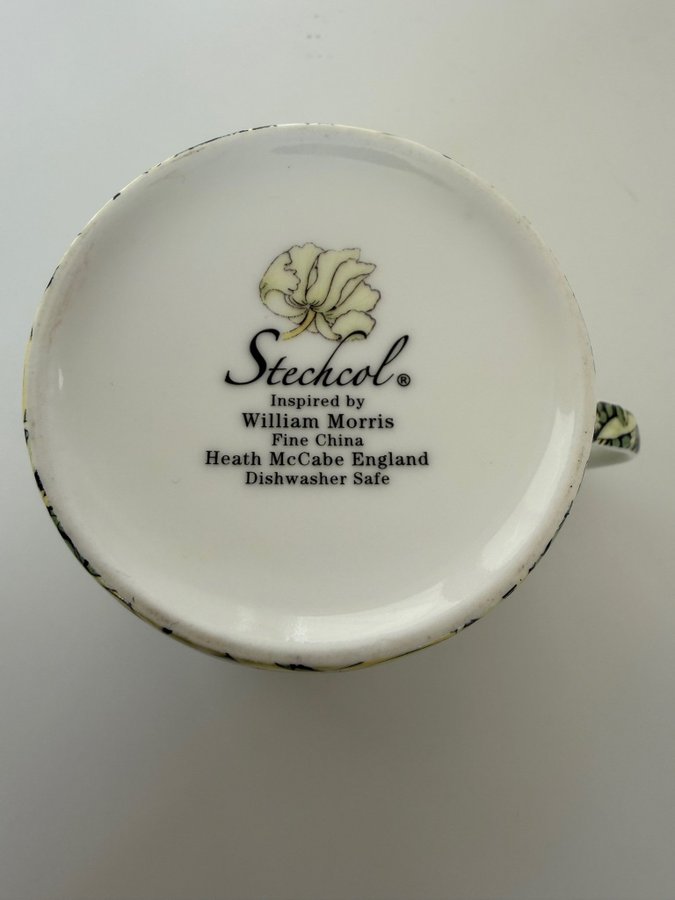 Stechcol ®
Inspired by
William Morris
Fine China
Heath McCabe England
Dishwasher Safe